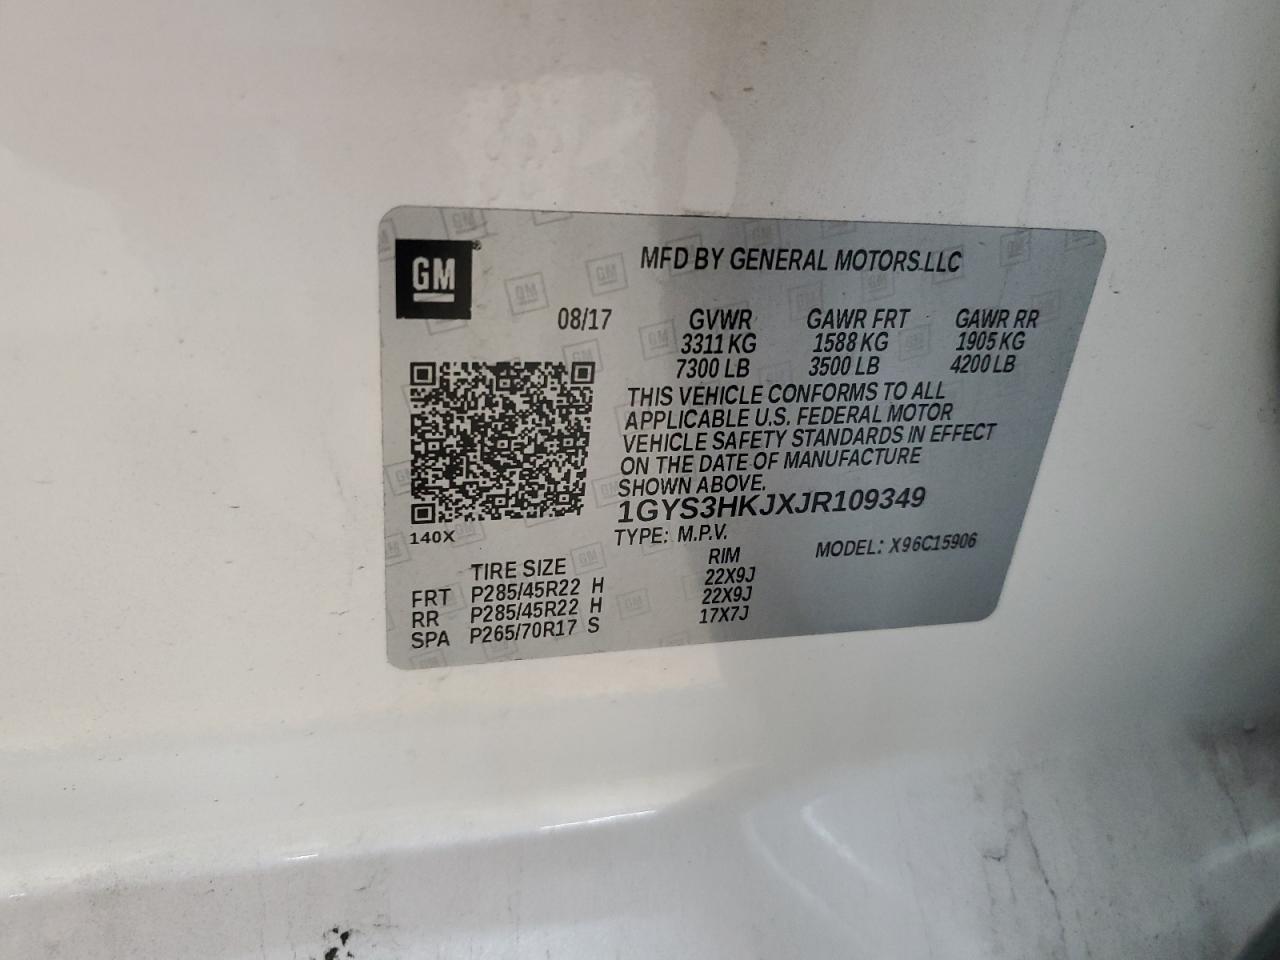 GM
MFD BY GENERAL MOTORS LLC
08/17 GVWR GAWR FRT GAWR RR
3311 KG 1588 KG 1905 KG
7300 LB 3500 LB 4200 LB
THIS VEHICLE CONFORMS TO ALL
APPLICABLE U.S. FEDERAL MOTOR
VEHICLE SAFETY STANDARDS IN EFFECT
ON THE DATE OF MANUFACTURE
SHOWN ABOVE.
1GYS3HKJXJR109349
140X
TYPE: M.P.V. MODEL: X96C15906
TIRE SIZE RIM
FRT P285/45R22 H 22X9J
RR P285/45R22 H 22X9J
SPA P265/70R17 S 17X7J